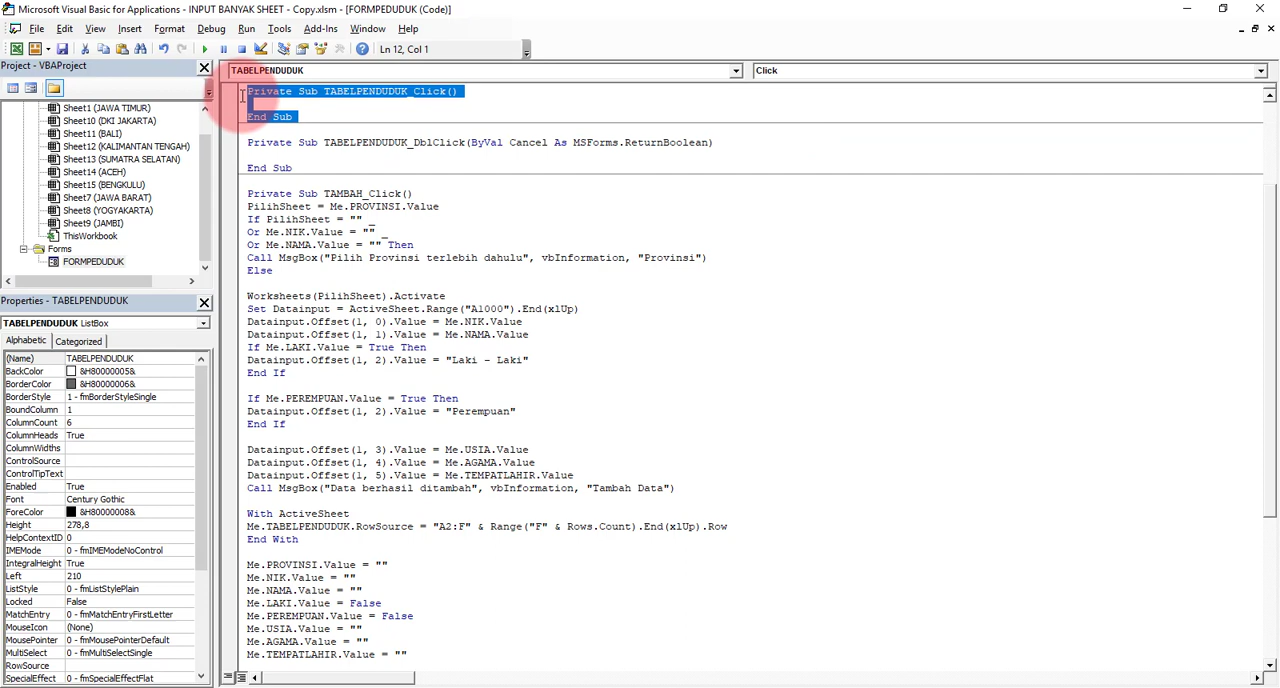 Microsoft Visual Basic for Applications - INPUT BANYAK SHEET - Copy.xlsm - [FORMPEDUDUK (Code)]
File Edit View Insert Format Debug Run Tools Add-Ins Window Help
Ln 12, Col 1
Project - VBAProject
TABELPENDUDUK Click
Sheet1 (JAWA TIMUR)
Sheet10 (DKI JAKARTA)
Sheet11 (BALI)
Sheet12 (KALIMANTAN TENGAH)
Sheet13 (SUMATRA SELATAN)
Sheet14 (ACEH)
Sheet15 (BENGKULU)
Sheet7 (JAWA BARAT)
Sheet8 (YOGYAKARTA)
Sheet9 (JAMBI)
ThisWorkbook
Forms
FORMPEDUDUK
Properties - TABELPENDUDUK
TABELPENDUDUK ListBox
Alphabetic Categorized
(Name) TABELPENDUDUK
BackColor &H80000005&
BorderColor &H80000006&
BorderStyle 1 - fmBorderStyleSingle
BoundColumn 1
ColumnCount 6
ColumnHeads True
ColumnWidths
ControlSource
ControlTipText
Enabled True
Font Century Gothic
ForeColor &H80000008&
Height 278,8
HelpContextID 0
IMEMode 0 - fmIMEModeNoControl
IntegralHeight True
Left 210
ListStyle 0 - fmListStylePlain
Locked False
MatchEntry 0 - fmMatchEntryFirstLetter
MouseIcon (None)
MousePointer 0 - fmMousePointerDefault
MultiSelect 0 - fmMultiSelectSingle
RowSource
SpecialEffect 0 - fmSpecialEffectFlat
Private Sub TABELPENDUDUK_Click()
End Sub
Private Sub TABELPENDUDUK_DblClick(ByVal Cancel As MSForms.ReturnBoolean)
End Sub
Private Sub TAMBAH_Click()
PilihSheet = Me.PROVINSI.Value
If PilihSheet = "" _
Or Me.NIK.Value = "" _
Or Me.NAMA.Value = "" Then
Call MsgBox("Pilih Provinsi terlebih dahulu", vbInformation, "Provinsi")
Else
Worksheets(PilihSheet).Activate
Set Datainput = ActiveSheet.Range("A1000").End(xlUp)
Datainput.Offset(1, 0).Value = Me.NIK.Value
Datainput.Offset(1, 1).Value = Me.NAMA.Value
If Me.LAKI.Value = True Then
Datainput.Offset(1, 2).Value = "Laki - Laki"
End If
If Me.PEREMPUAN.Value = True Then
Datainput.Offset(1, 2).Value = "Perempuan"
End If
Datainput.Offset(1, 3).Value = Me.USIA.Value
Datainput.Offset(1, 4).Value = Me.AGAMA.Value
Datainput.Offset(1, 5).Value = Me.TEMPATLAHIR.Value
Call MsgBox("Data berhasil ditambah", vbInformation, "Tambah Data")
With ActiveSheet
Me.TABELPENDUDUK.RowSource = "A2:F" & Range("F" & Rows.Count).End(xlUp).Row
End With
Me.PROVINSI.Value = ""
Me.NIK.Value = ""
Me.NAMA.Value = ""
Me.LAKI.Value = False
Me.PEREMPUAN.Value = False
Me.USIA.Value = ""
Me.AGAMA.Value = ""
Me.TEMPATLAHIR.Value = ""